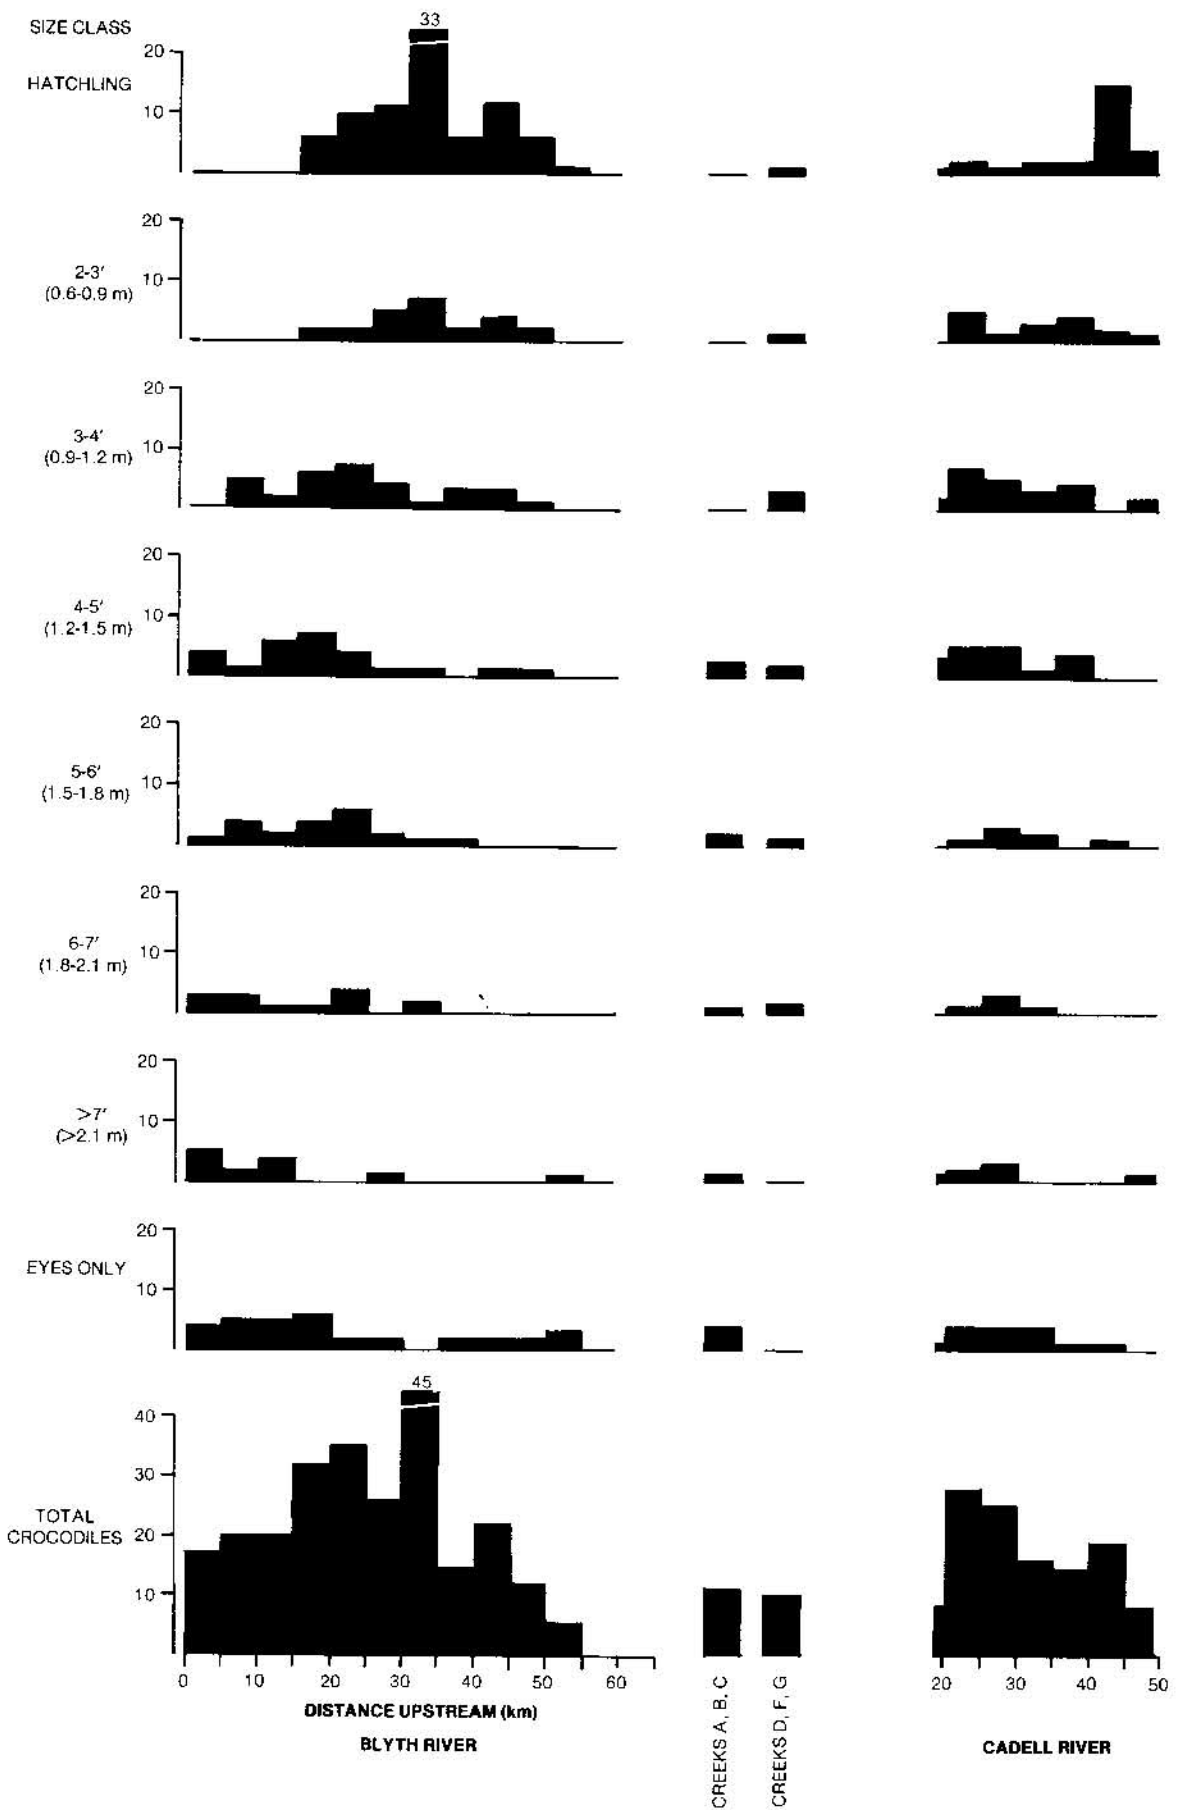 SIZE CLASS
33
20
HATCHLING
10
20
2-3'
10
(0.6-0.9 m)
20
3-4'
10
(0.9-1.2 m)
20
4-5'
10
(1.2-1.5 m)
20
5-6'
10
(1.5-1.8 m)
20
6-7'
10
(1.8-2.1 m)
20
>7'
10
(>2.1 m)
20
EYES ONLY
10
45
40
30
TOTAL
CROCODILES
20
10
0 10 20 30 40 50 60
DISTANCE UPSTREAM (km)
BLYTH RIVER
CREEKS A, B, C
CREEKS D, F, G
20 30 40 50
CADELL RIVER